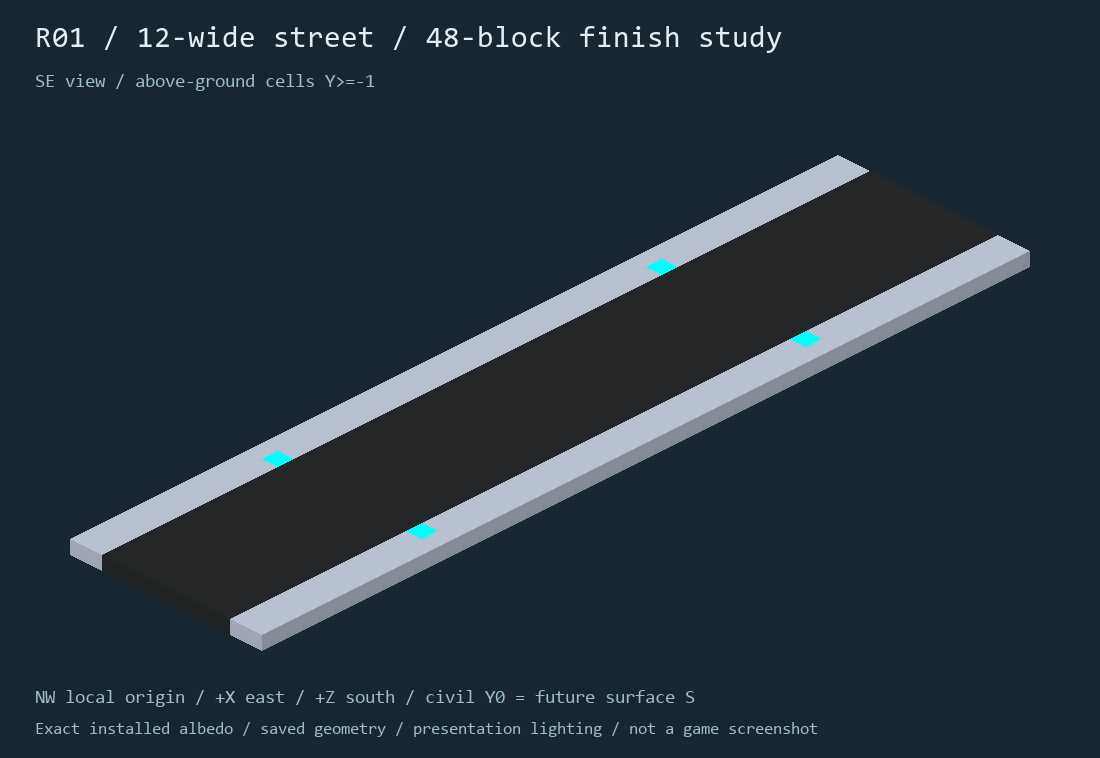 R01 / 12-wide street / 48-block finish study
SE view / above-ground cells Y>=-1
NW local origin / +X east / +Z south / civil Y0 = future surface S
Exact installed albedo / saved geometry / presentation lighting / not a game screenshot